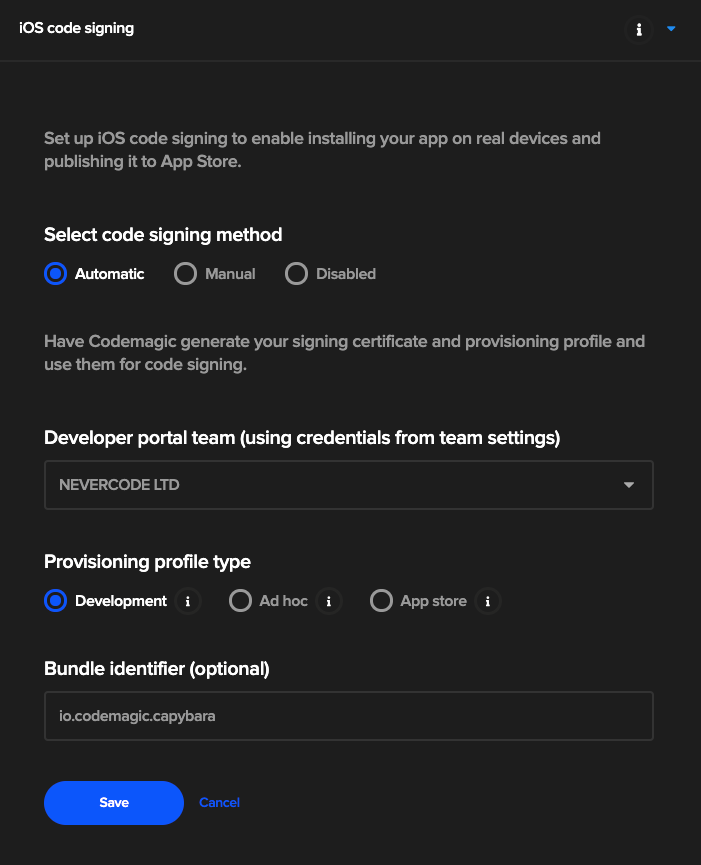 iOS code signing
Set up iOS code signing to enable installing your app on real devices and
publishing it to App Store.
Select code signing method
Automatic Manual Disabled
Have Codemagic generate your signing certificate and provisioning profile and
use them for code signing.
Developer portal team (using credentials from team settings)
NEVERCODE LTD
Provisioning profile type
Development i Ad hoc i App store i
Bundle identifier (optional)
io.codemagic.capybara
Save Cancel